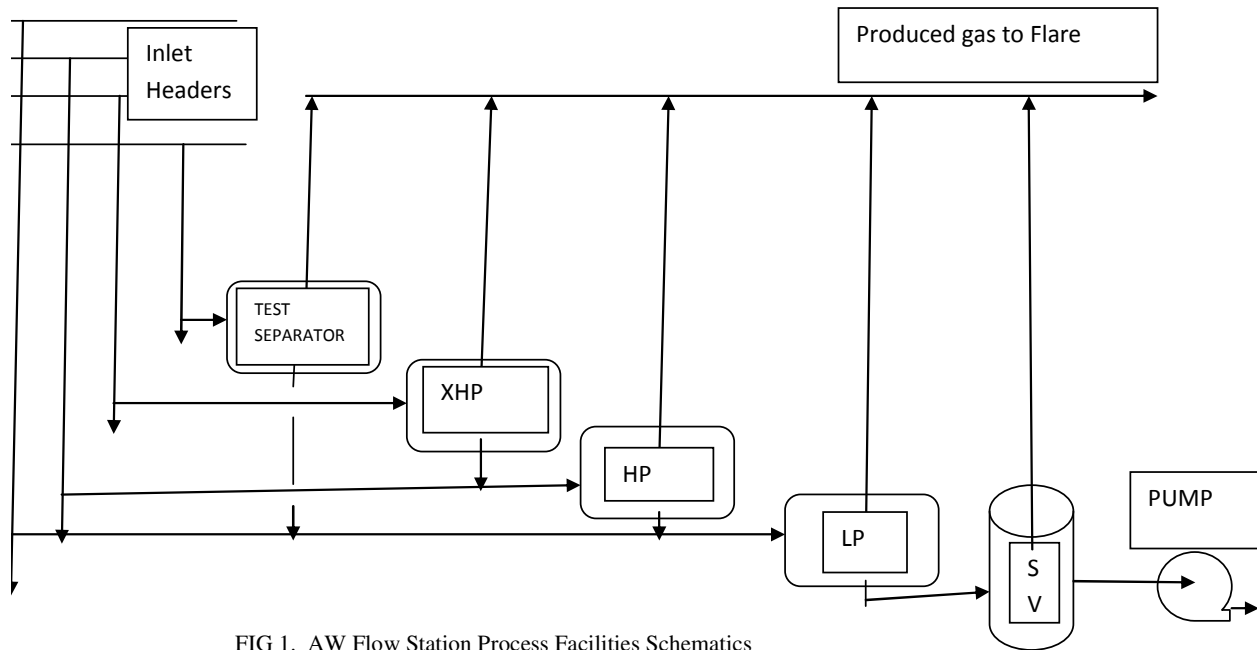 Inlet
Headers
Produced gas to Flare
TEST
SEPARATOR
XHP
HP
LP
S
V
PUMP
FIG 1. AW Flow Station Process Facilities Schematics